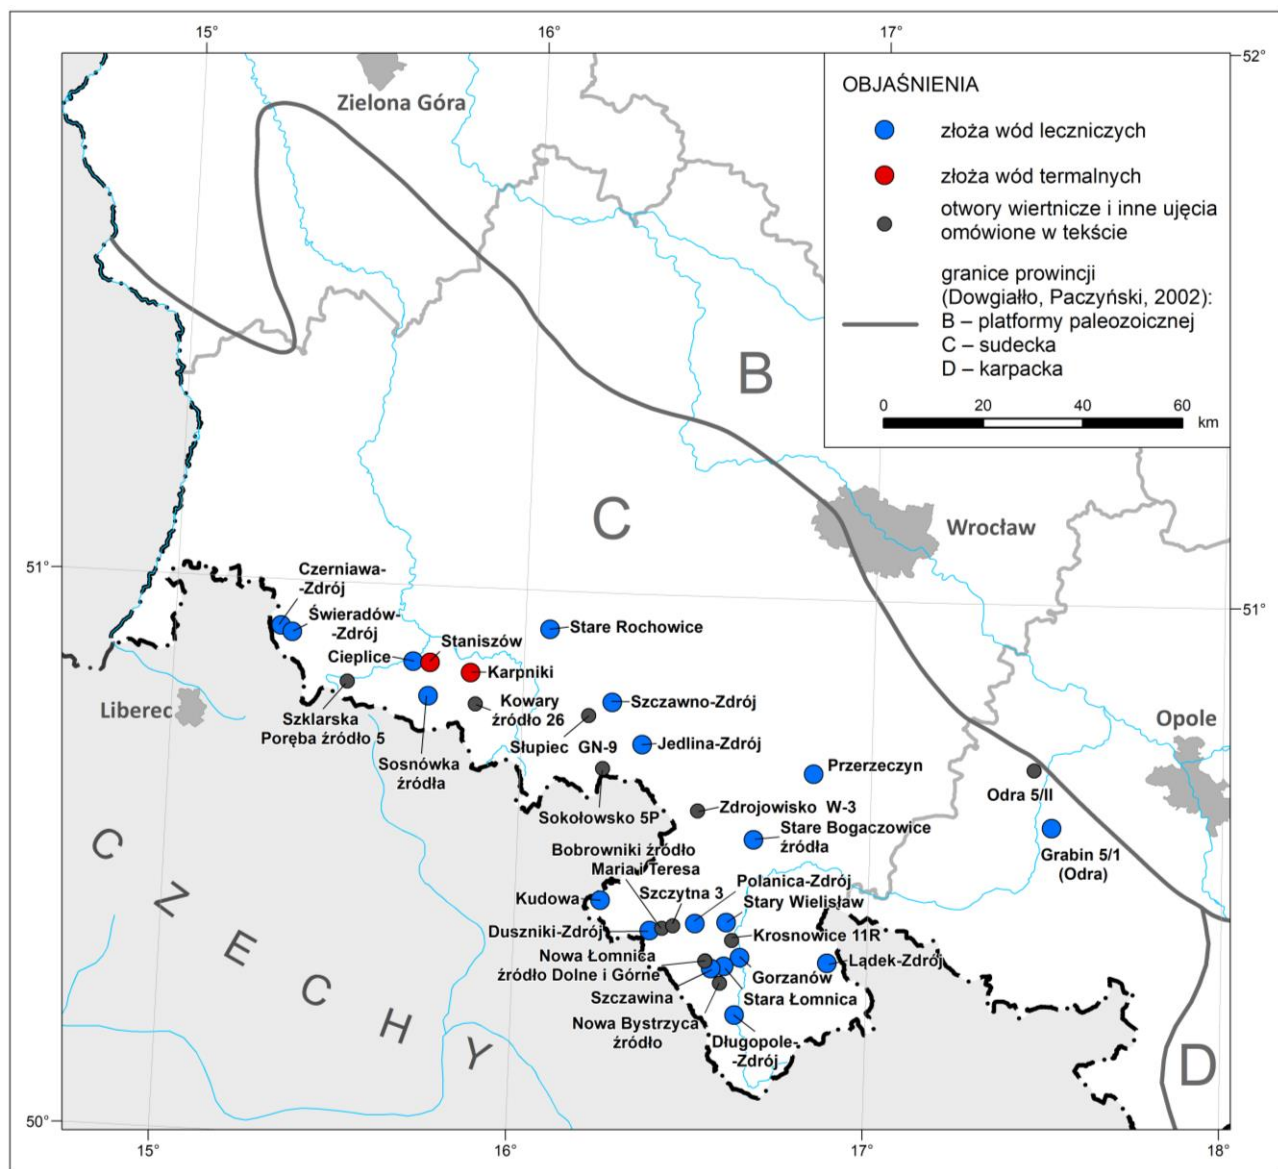 15°
16°
17°
52°
Zielona Góra
OBJAŚNIENIA
złoża wód leczniczych
złoża wód termalnych
otwory wiertnicze i inne ujęcia
omówione w tekście
granice prowincji
(Dowgiałło, Paczyński, 2002):
B – platformy paleozoicznej
C – sudecka
D – karpacka
0 20 40 60
km
B
C
Wrocław
51°
51°
Czerniawa-
-Zdrój
Świeradów-
-Zdrój
Cieplice
Staniszów
Karpniki
Stare Rochowice
Liberec
Szklarska
Poręba źródło 5
Sosnówka
źródła
Kowary
źródło 26
Szczawno-Zdrój
Słupiec GN-9
Jedlina-Zdrój
Opole
Przerzeczyn
Odra 5/II
Sokołowsko 5P
Zdrojowisko W-3
Stare Bogaczowice
źródła
Grabin 5/1
(Odra)
Bobrowniki źródło
Maria i Teresa
Szczytna 3
Polanica-Zdrój
Stary Wielisław
Kudowa
Duszniki-Zdrój
Krosnowice 11R
Nowa Łomnica
źródło Dolne i Górne
Gorzanów
Lądek-Zdrój
Szczawina
Stara Łomnica
Nowa Bystrzyca
źródło
Długopole-
-Zdrój
CZECHY
D
50°
15°
16°
17°
18°